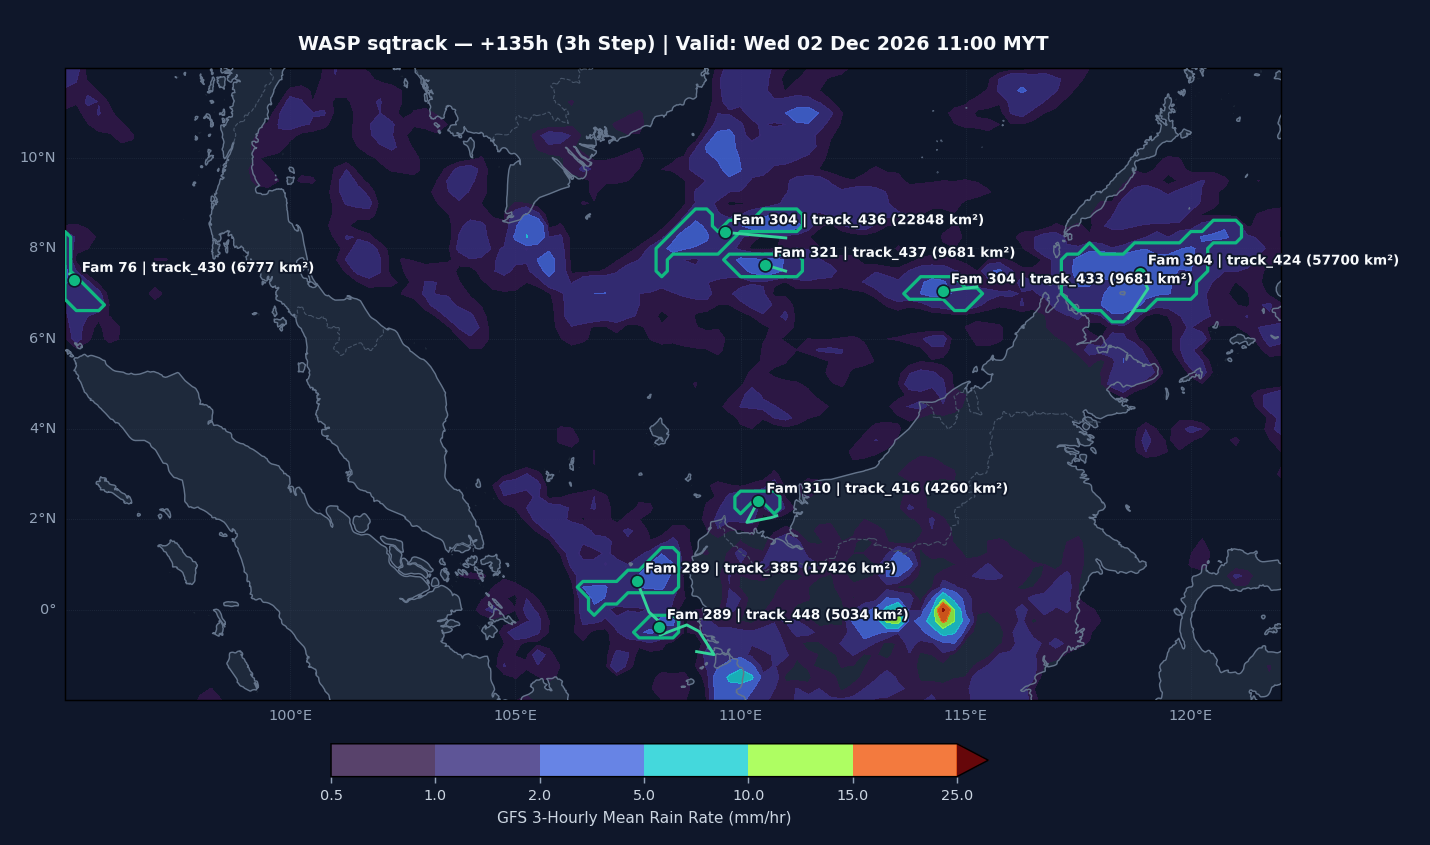 WASP sqtrack — +135h (3h Step) | Valid: Wed 02 Dec 2026 11:00 MYT
10°N
8°N
6°N
4°N
2°N
0°
Fam 304 | track_436 (22848 km²)
Fam 321 | track_437 (9681 km²)
Fam 304 | track_424 (57700 km²)
Fam 76 | track_430 (6777 km²)
Fam 304 | track_433 (9681 km²)
Fam 310 | track_416 (4260 km²)
Fam 289 | track_385 (17426 km²)
Fam 289 | track_448 (5034 km²)
100°E 105°E 110°E 115°E 120°E
0.5 1.0 2.0 5.0 10.0 15.0 25.0
GFS 3-Hourly Mean Rain Rate (mm/hr)